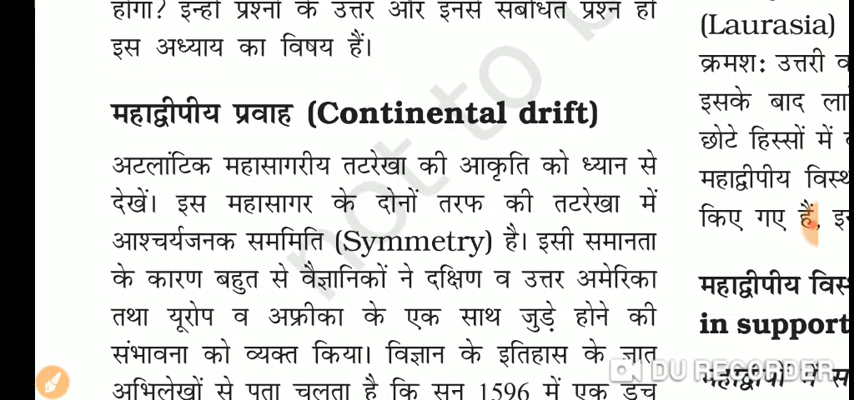 होगा? इन्हीं प्रश्नों के उत्तर और इनसे संबंधित प्रश्न ही
इस अध्याय का विषय हैं।
महाद्वीपीय प्रवाह (Continental drift)
अटलांटिक महासागरीय तटरेखा की आकृति को ध्यान से
देखें। इस महासागर के दोनों तरफ की तटरेखा में
आश्चर्यजनक सममिति (Symmetry) है। इसी समानता
के कारण बहुत से वैज्ञानिकों ने दक्षिण व उत्तर अमेरिका
तथा यूरोप व अफ्रीका के एक साथ जुड़े होने की
संभावना को व्यक्त किया। विज्ञान के इतिहास के ज्ञात
अभिलेखों से पता चलता है कि सन् 1596 में एक डच
(Laurasia)
क्रमश: उत्तरी व
इसके बाद
छोटे हिस्सों में
महाद्वीपीय
किए गए हैं,
महाद्वीपीय
in support
महाद्वीपों में
not to b
DU RECORDER